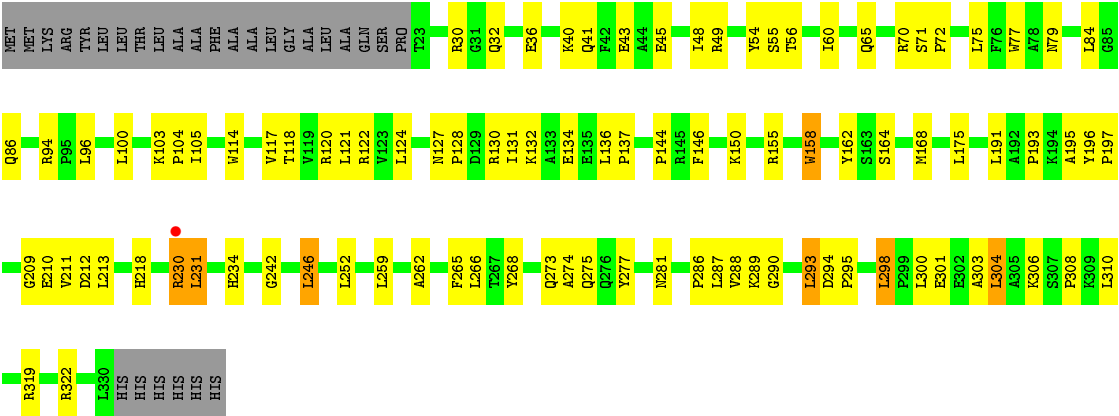 MET MET LYS ARG TYR LEU LEU THR LEU ALA ALA PHE ALA ALA LEU GLY ALA LEU ALA GLN SER PRO T23 R30 G31 Q32 E36 K40 Q41 F42 E43 A44 E45 I48 R49 Y54 S55 T56 I60 Q65 R70 S71 P72 L75 F76 W77 A78 N79 L84 G85
Q86 R94 P95 L96 L100 K103 P104 I105 W114 V117 T118 V119 R120 L121 R122 V123 L124 N127 P128 D129 R130 I131 K132 A133 E134 E135 L136 P137 P144 R145 F146 K150 R155 W158 Y162 S163 S164 M168 L175 L191 A192 P193 K194 A195 Y196 P197
G209 E210 V211 D212 L213 H218 R230 L231 H234 G242 L246 L252 L259 A262 F265 L266 T267 Y268 Q273 A274 Q275 Q276 Y277 N281 P286 L287 V288 K289 G290 L293 D294 P295 L298 P299 L300 E301 E302 A303 L304 A305 K306 S307 P308 K309 L310
R319 R322 L330 HIS HIS HIS HIS HIS HIS